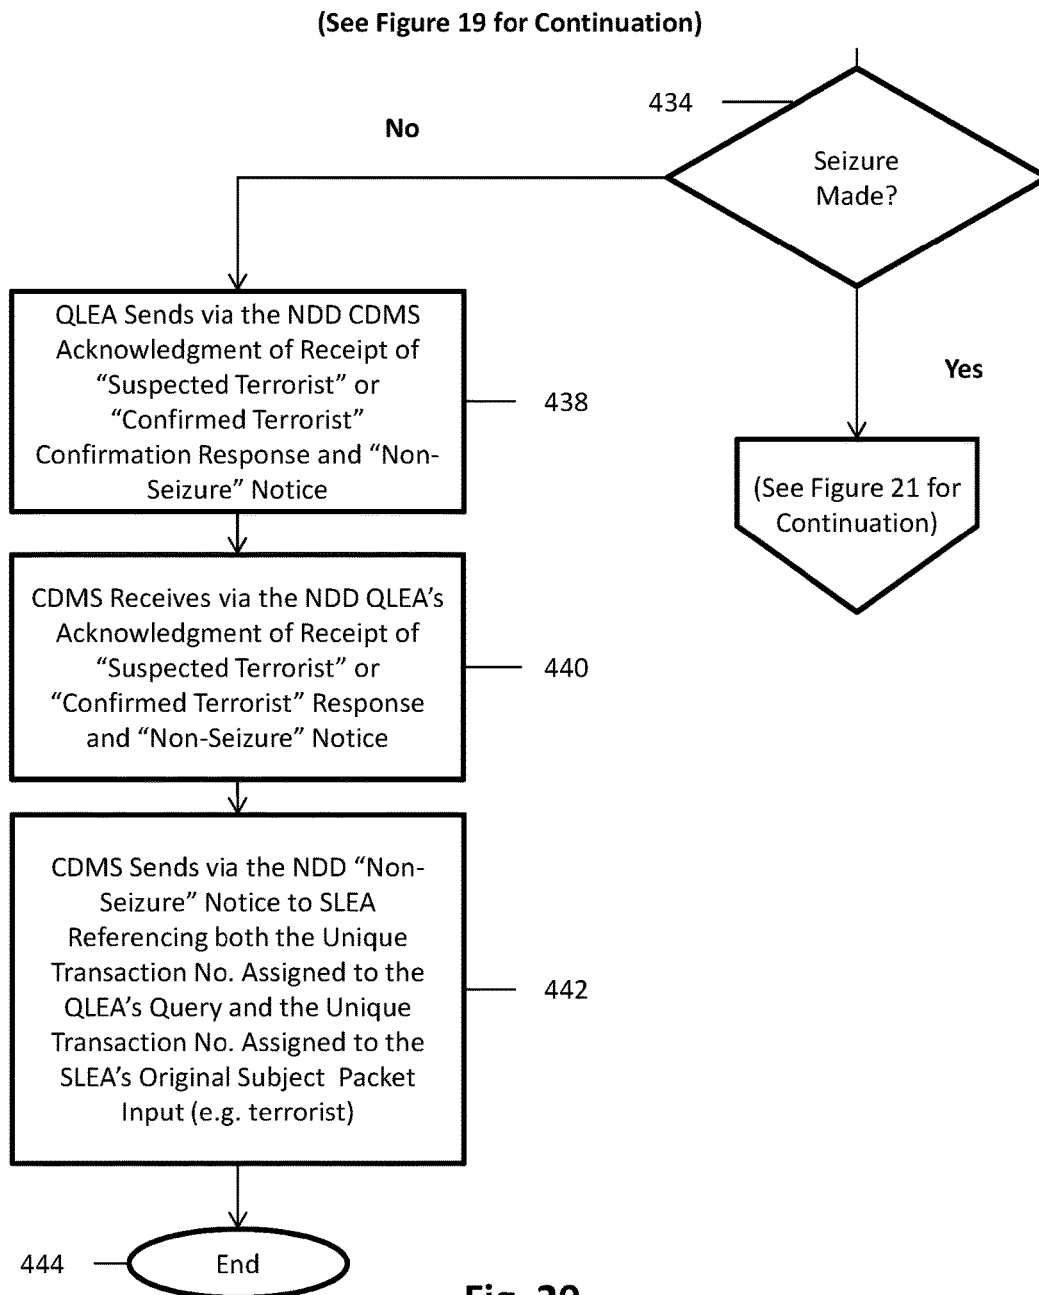 (See Figure 19 for Continuation)
434
No
Seizure
Made?
QLEA Sends via the NDD CDMS
Acknowledgment of Receipt of
“Suspected Terrorist” or
“Confirmed Terrorist”
Confirmation Response and “Non-
Seizure” Notice
438
Yes
(See Figure 21 for
Continuation)
CDMS Receives via the NDD QLEA’s
Acknowledgment of Receipt of
“Suspected Terrorist” or
“Confirmed Terrorist” Response
and “Non-Seizure” Notice
440
CDMS Sends via the NDD “Non-
Seizure” Notice to SLEA
Referencing both the Unique
Transaction No. Assigned to the
QLEA’s Query and the Unique
Transaction No. Assigned to the
SLEA’s Original Subject Packet
Input (e.g. terrorist)
442
444
End
Fig. 20